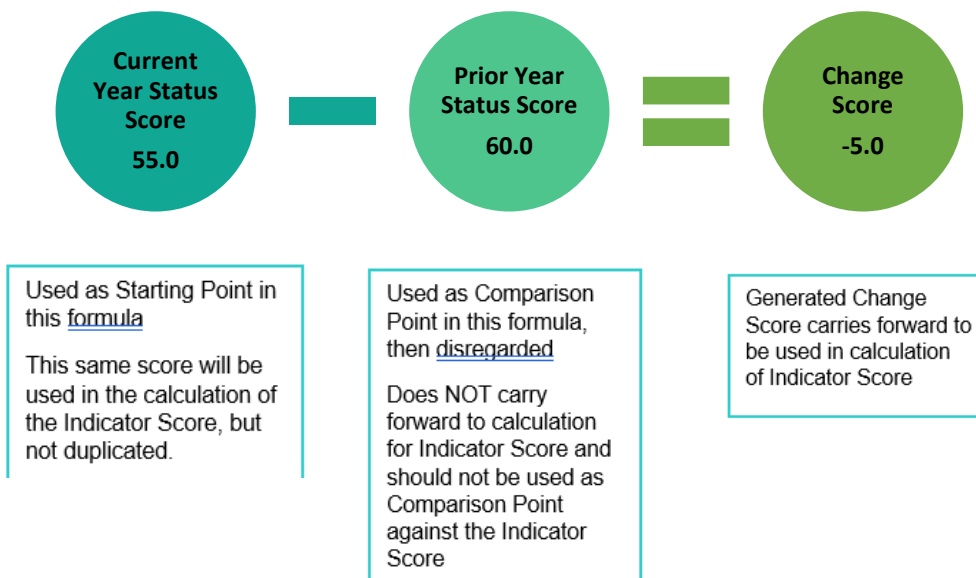 Current
Year Status
Score
55.0
Prior Year
Status Score
60.0
Change
Score
-5.0
Used as Starting Point in
this formula
This same score will be
used in the calculation of
the Indicator Score, but
not duplicated.
Used as Comparison
Point in this formula,
then disregarded
Does NOT carry
forward to calculation
for Indicator Score and
should not be used as
Comparison Point
against the Indicator
Score
Generated Change
Score carries forward to
be used in calculation
of Indicator Score